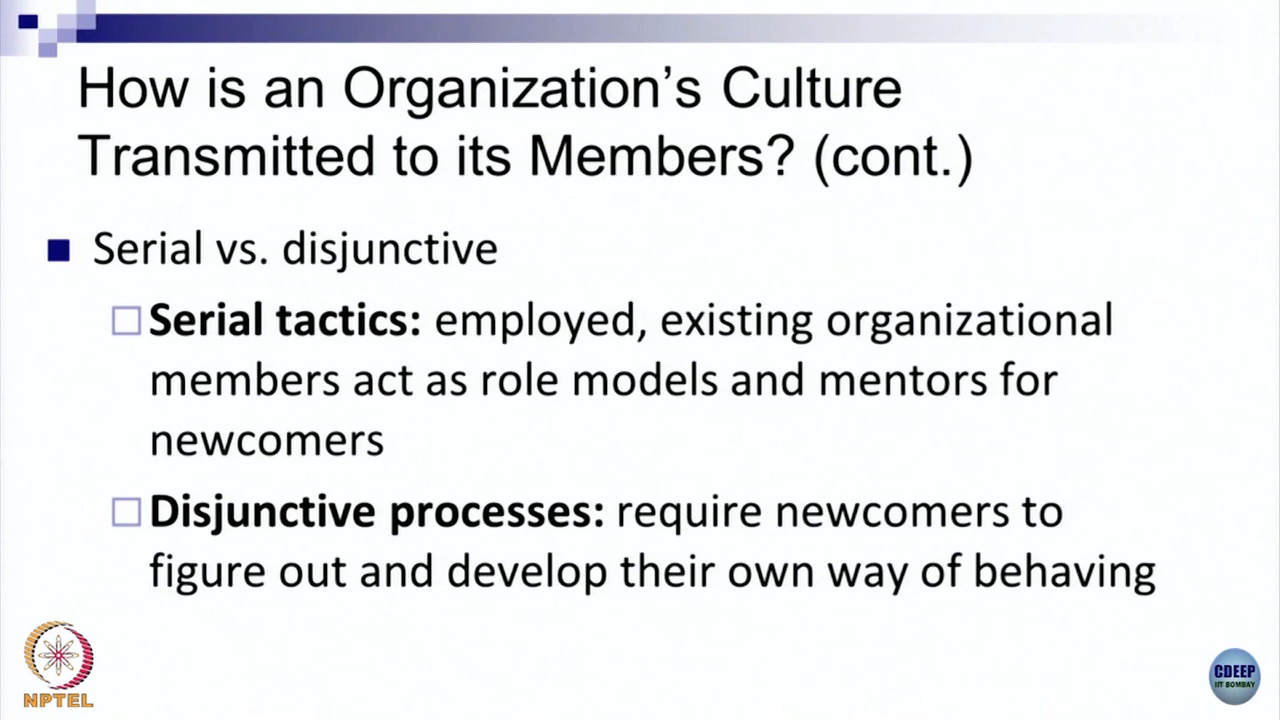 How is an Organization's Culture
Transmitted to its Members? (cont.)
Serial vs. disjunctive
Serial tactics: employed, existing organizational
members act as role models and mentors for
newcomers
Disjunctive processes: require newcomers to
figure out and develop their own way of behaving
NPTEL
CDEEP
IIT BOMBAY